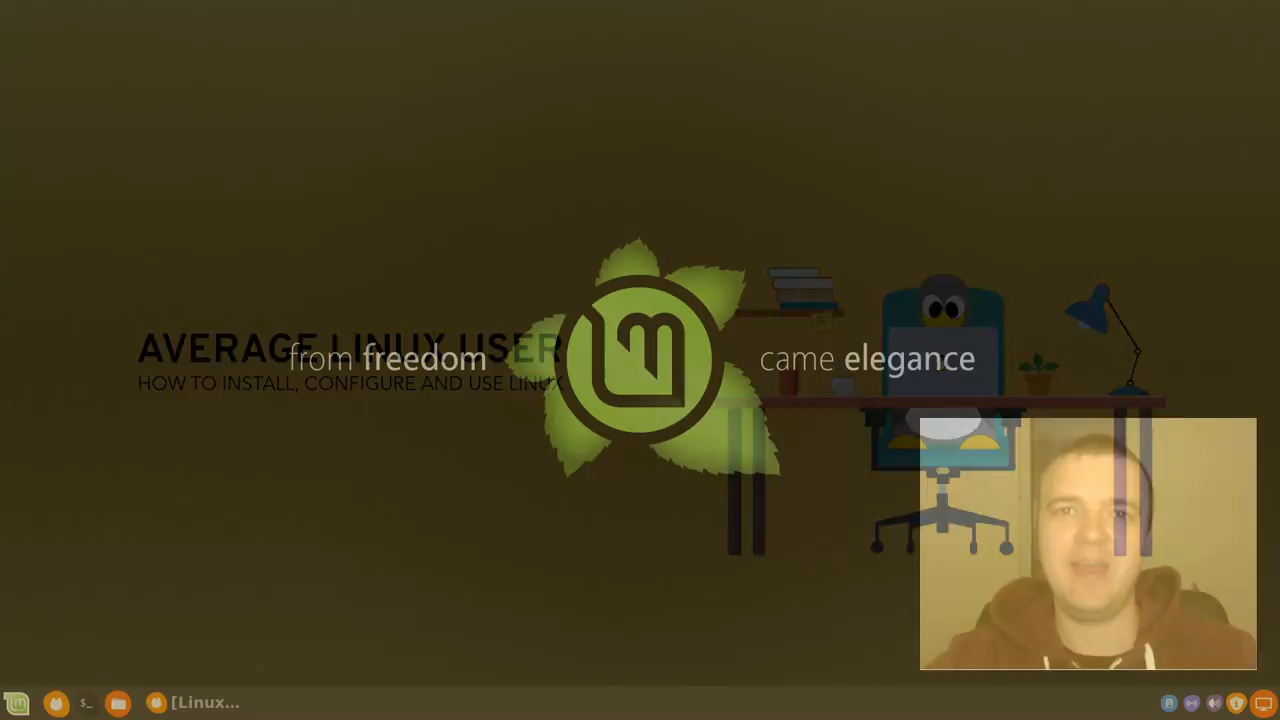 AVERAGE LINUX USER
from freedom came elegance
HOW TO INSTALL, CONFIGURE AND USE LINUX
$_
[Linux...